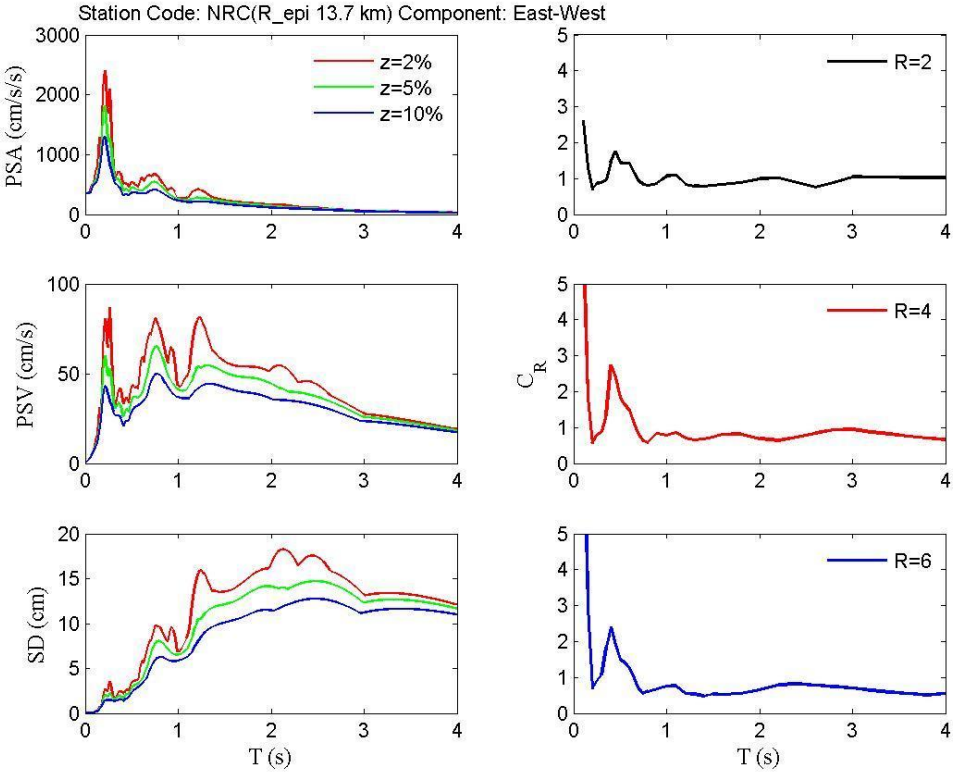 Station Code: NRC(R_epi 13.7 km) Component: East-West
PSA (cm/s/s)
3000
2000
1000
0
0 1 2 3 4
z=2%
z=5%
z=10%
5
4
3
2
1
0
0 1 2 3 4
R=2
PSV (cm/s)
100
50
0
0 1 2 3 4
C_R
5
4
3
2
1
0
0 1 2 3 4
R=4
SD (cm)
20
15
10
5
0
0 1 2 3 4
T (s)
5
4
3
2
1
0
0 1 2 3 4
R=6
T (s)